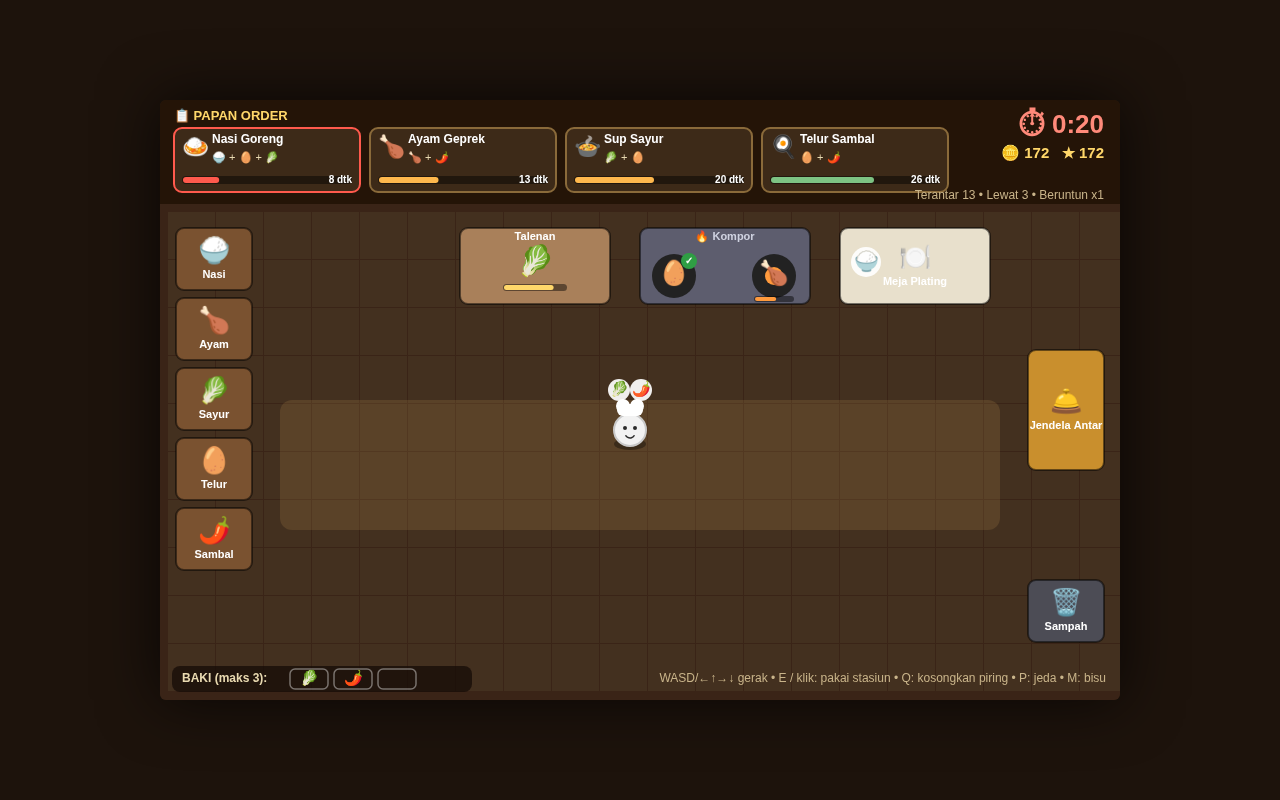 PAPAN ORDER
Nasi Goreng
+ +
8 dtk
Ayam Geprek
+
13 dtk
Sup Sayur
+
20 dtk
Telur Sambal
+
26 dtk
0:20
172 ★ 172
Terantar 13 • Lewat 3 • Beruntun x1
Nasi
Ayam
Sayur
Telur
Sambal
Talenan
Kompor
Meja Plating
Jendela Antar
Sampah
BAKI (maks 3):
WASD/←↑→↓ gerak • E / klik: pakai stasiun • Q: kosongkan piring • P: jeda • M: bisu